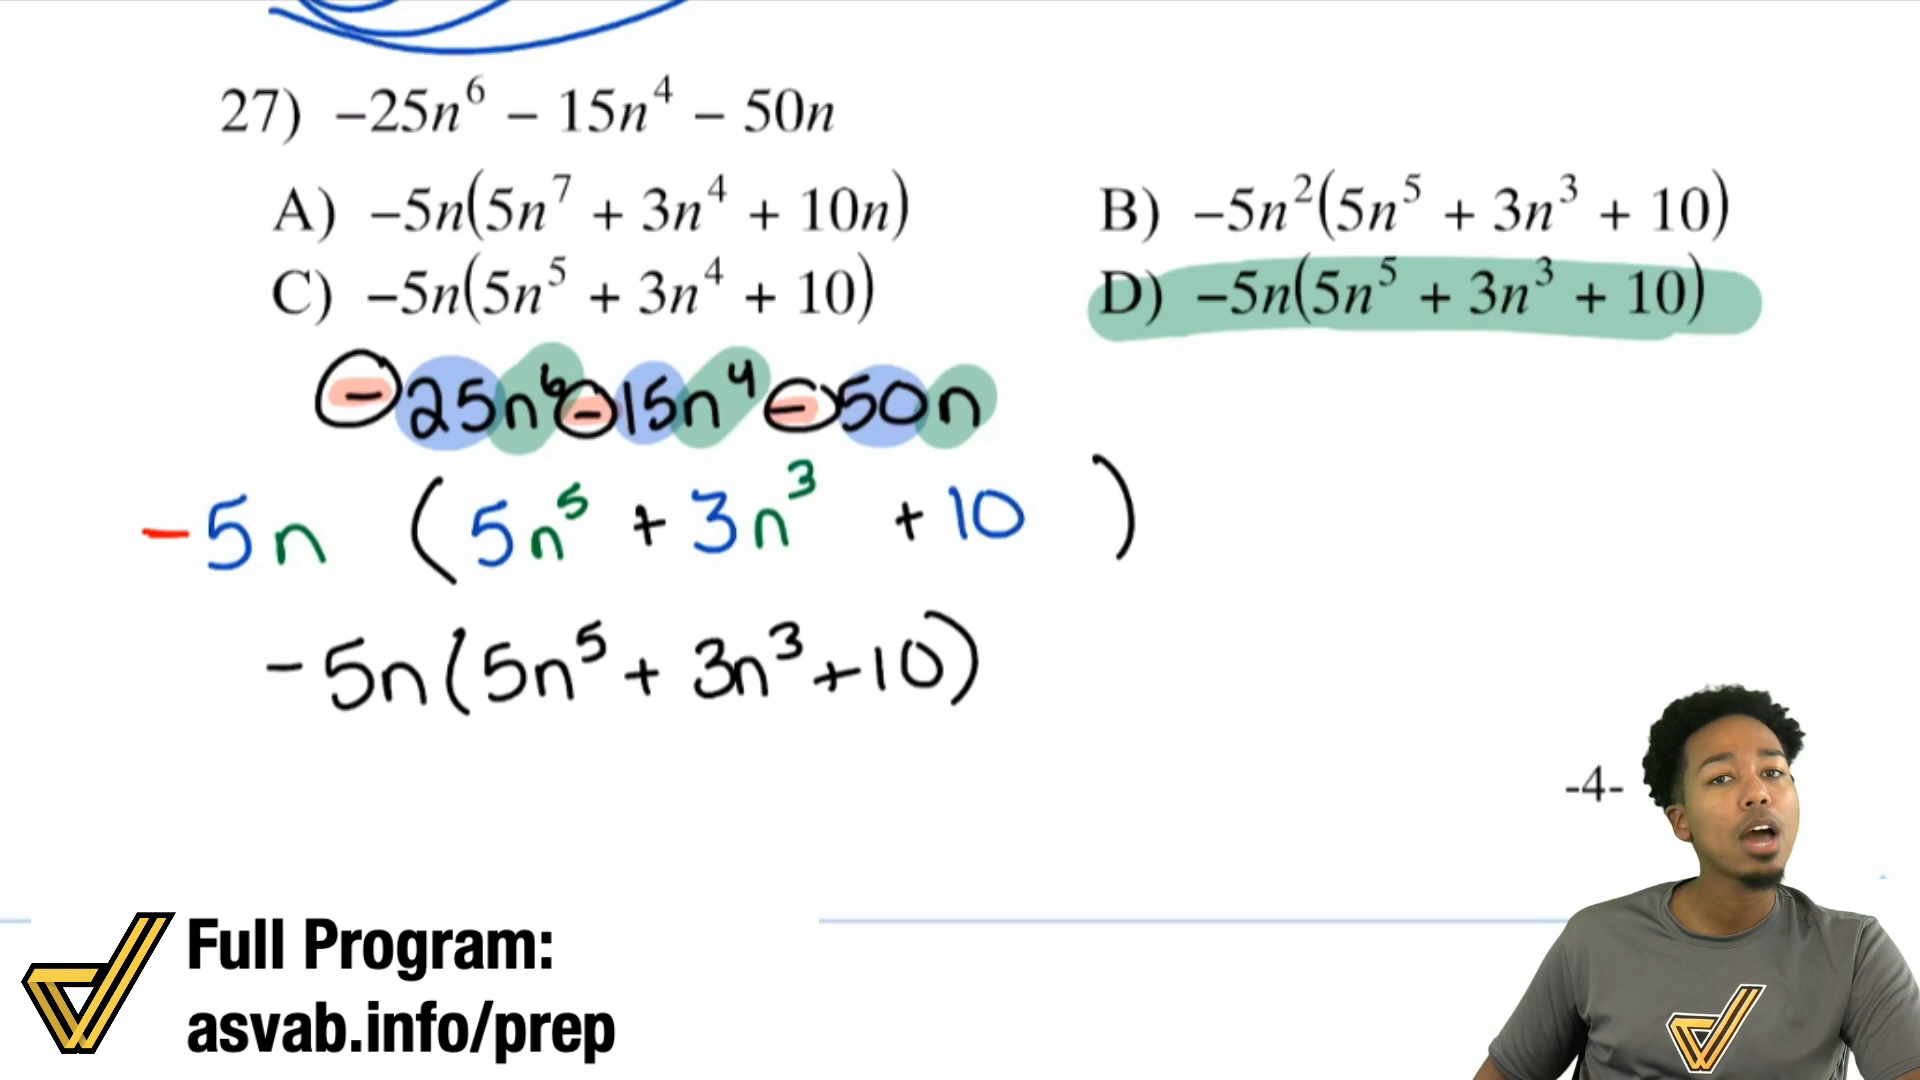 27) −25n⁶ − 15n⁴ − 50n
A) −5n(5n⁷ + 3n⁴ + 10n)
B) −5n²(5n⁵ + 3n³ + 10)
C) −5n(5n⁵ + 3n⁴ + 10)
D) −5n(5n⁵ + 3n³ + 10)
−25n⁶−15n⁴−50n
−5n (5n⁵ + 3n³ +10)
−5n(5n⁵ + 3n³ +10)
-4-
Full Program:
asvab.info/prep